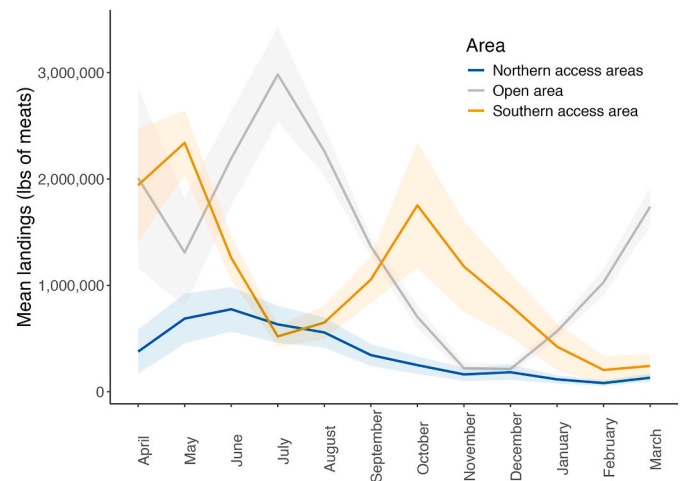 Area
Northern access areas
Open area
Southern access area
Mean landings (lbs of meats)
3,000,000
2,000,000
1,000,000
0
April
May
June
July
August
September
October
November
December
January
February
March